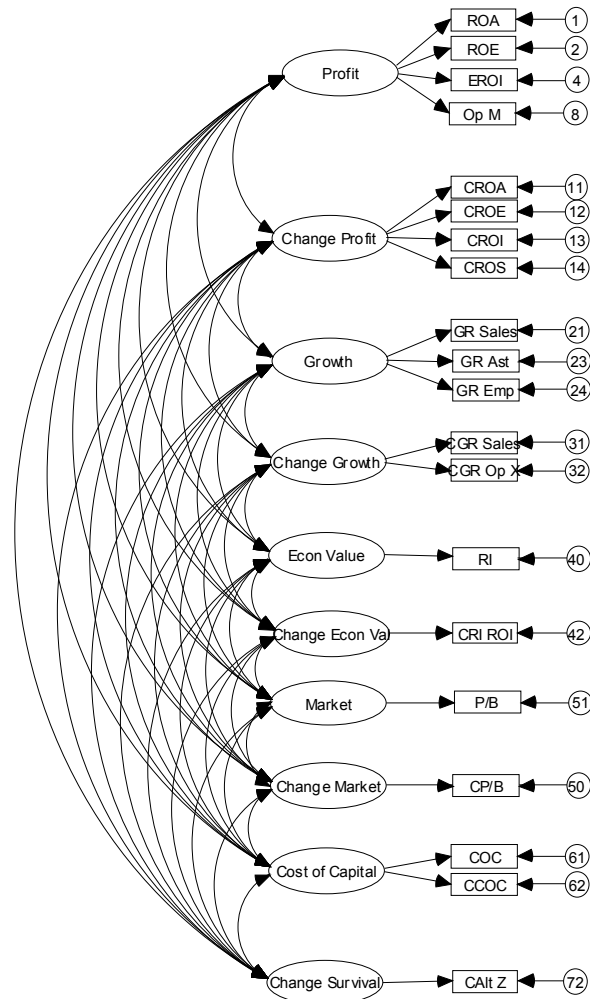 ROA 1
ROE 2
Profit
EROI 4
Op M 8
CROA 11
CROE 12
Change Profit
CROI 13
CROS 14
GR Sales 21
Growth
GR Ast 23
GR Emp 24
CGR Sales 31
Change Growth
CGR Op X 32
Econ Value
RI 40
Change Econ Val
CRI ROI 42
Market
P/B 51
Change Market
CP/B 50
COC 61
Cost of Capital
CCOC 62
Change Survival
CAlt Z 72